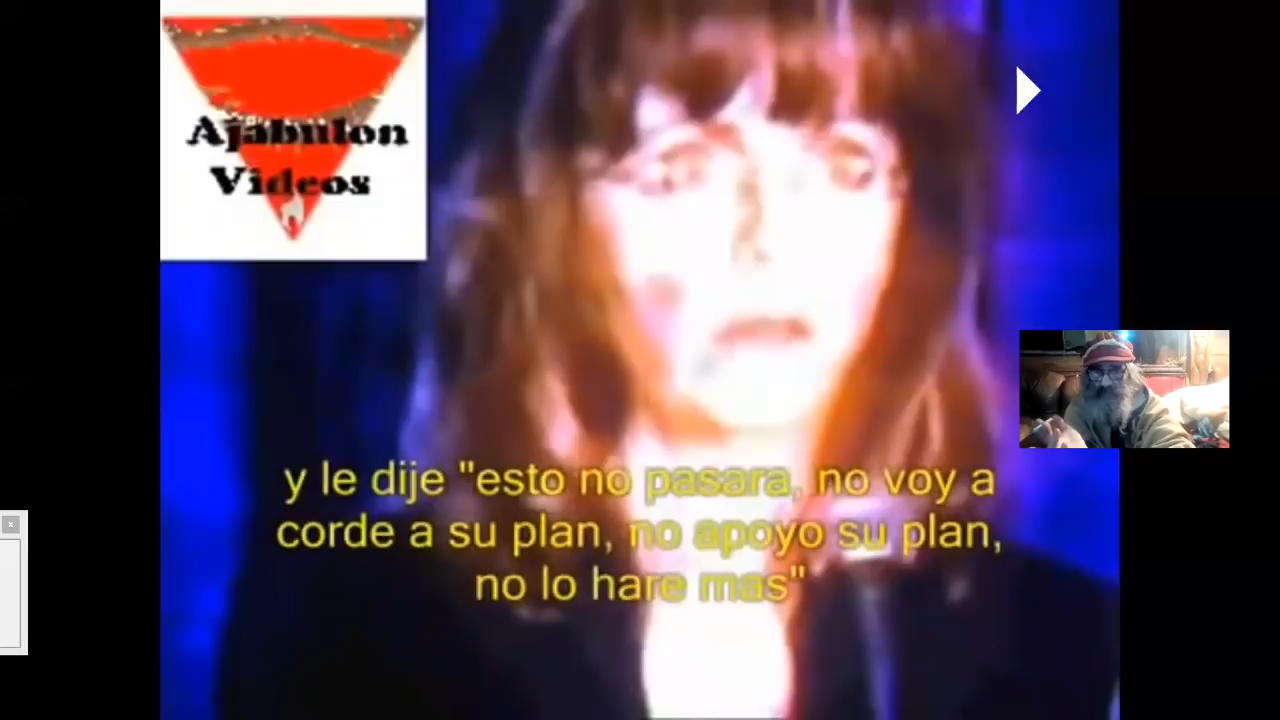 Ajabulon
Videos
y le dije "esto no pasara, no voy a
corde a su plan, no apoyo su plan,
no lo hare mas"
x